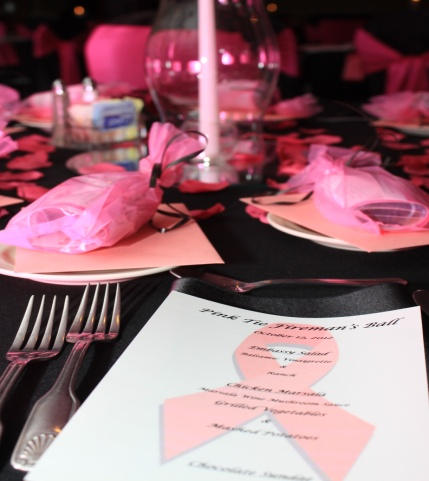 Pink Tie Fireman's Ball
October 13, 2012
Embassy Salad
Balsamic Vinaigrette
&
Ranch
Chicken Marsala
Marsala Wine Mushroom Sauce
Grilled Vegetables
&
Mashed Potatoes
Chocolate Sundae